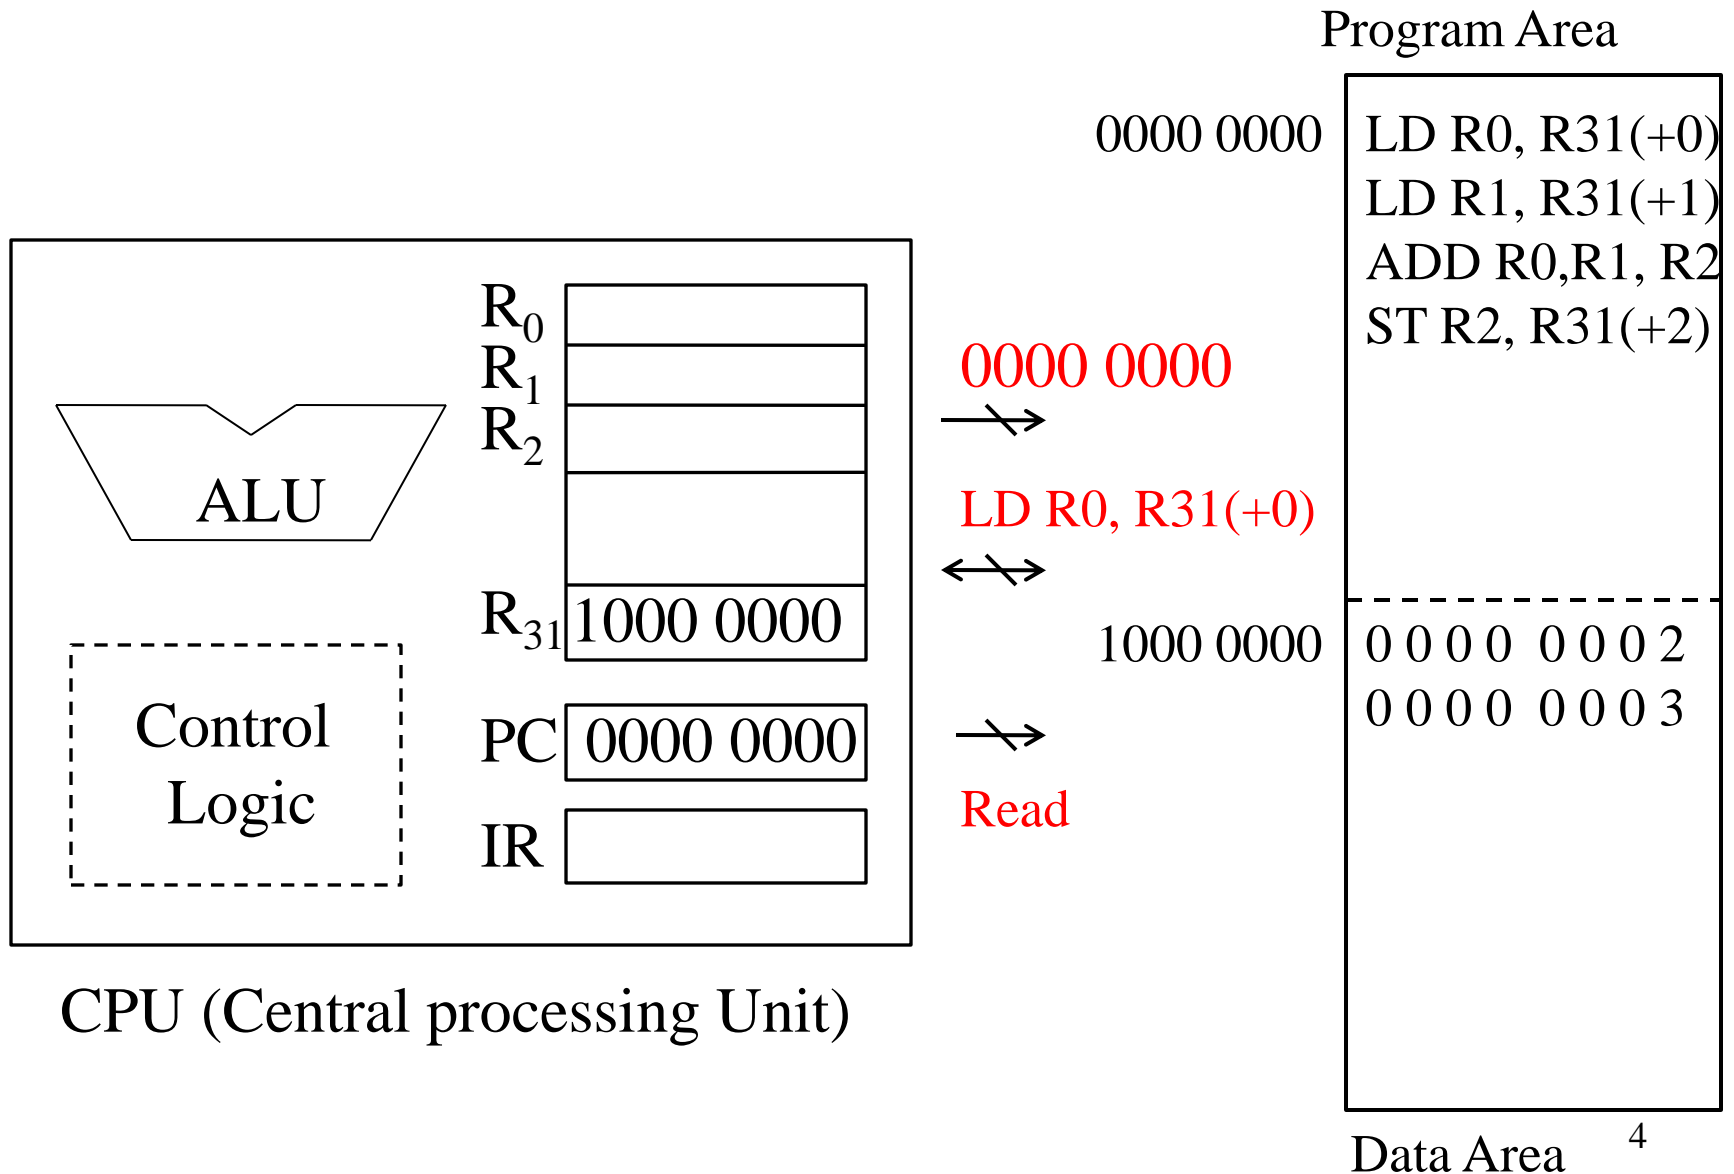 Program Area
0000 0000
LD R0, R31(+0)
LD R1, R31(+1)
ADD R0,R1, R2
ST R2, R31(+2)
R0
R1
R2
R31
1000 0000
ALU
Control
Logic
PC
0000 0000
IR
CPU (Central processing Unit)
0000 0000
LD R0, R31(+0)
Read
1000 0000
0 0 0 0 0 0 0 2
0 0 0 0 0 0 0 3
Data Area
4